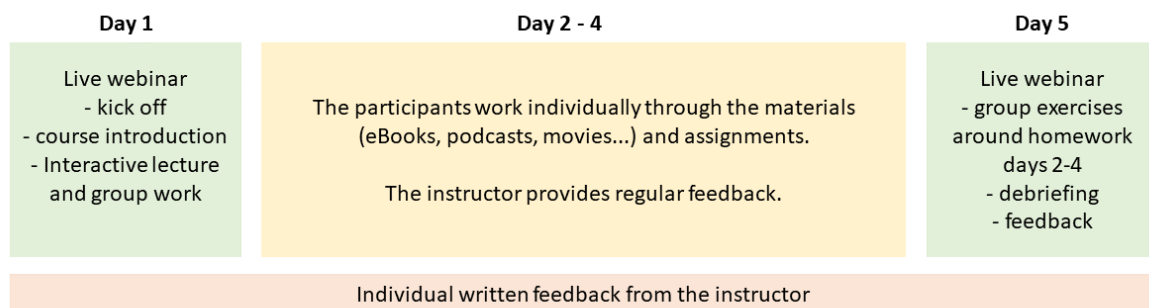 Day 1
Live webinar
- kick off
- course introduction
- Interactive lecture
and group work
Day 2 - 4
The participants work individually through the materials
(eBooks, podcasts, movies...) and assignments.
The instructor provides regular feedback.
Day 5
Live webinar
- group exercises
around homework
days 2-4
- debriefing
- feedback
Individual written feedback from the instructor